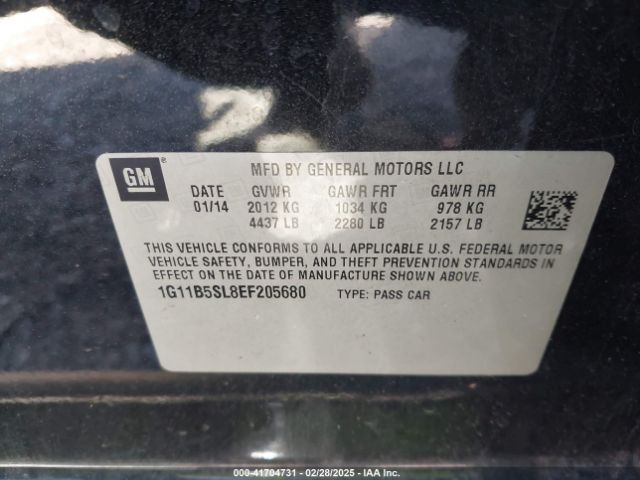 GM ®
MFD BY GENERAL MOTORS LLC
DATE GVWR GAWR FRT GAWR RR
01/14 2012 KG 1034 KG 978 KG
4437 LB 2280 LB 2157 LB
THIS VEHICLE CONFORMS TO ALL APPLICABLE U.S. FEDERAL MOTOR
VEHICLE SAFETY, BUMPER, AND THEFT PREVENTION STANDARDS IN
EFFECT ON THE DATE OF MANUFACTURE SHOWN ABOVE.
1G11B5SL8EF205680 TYPE: PASS CAR
000-41704731 - 02/28/2025 - IAA Inc.